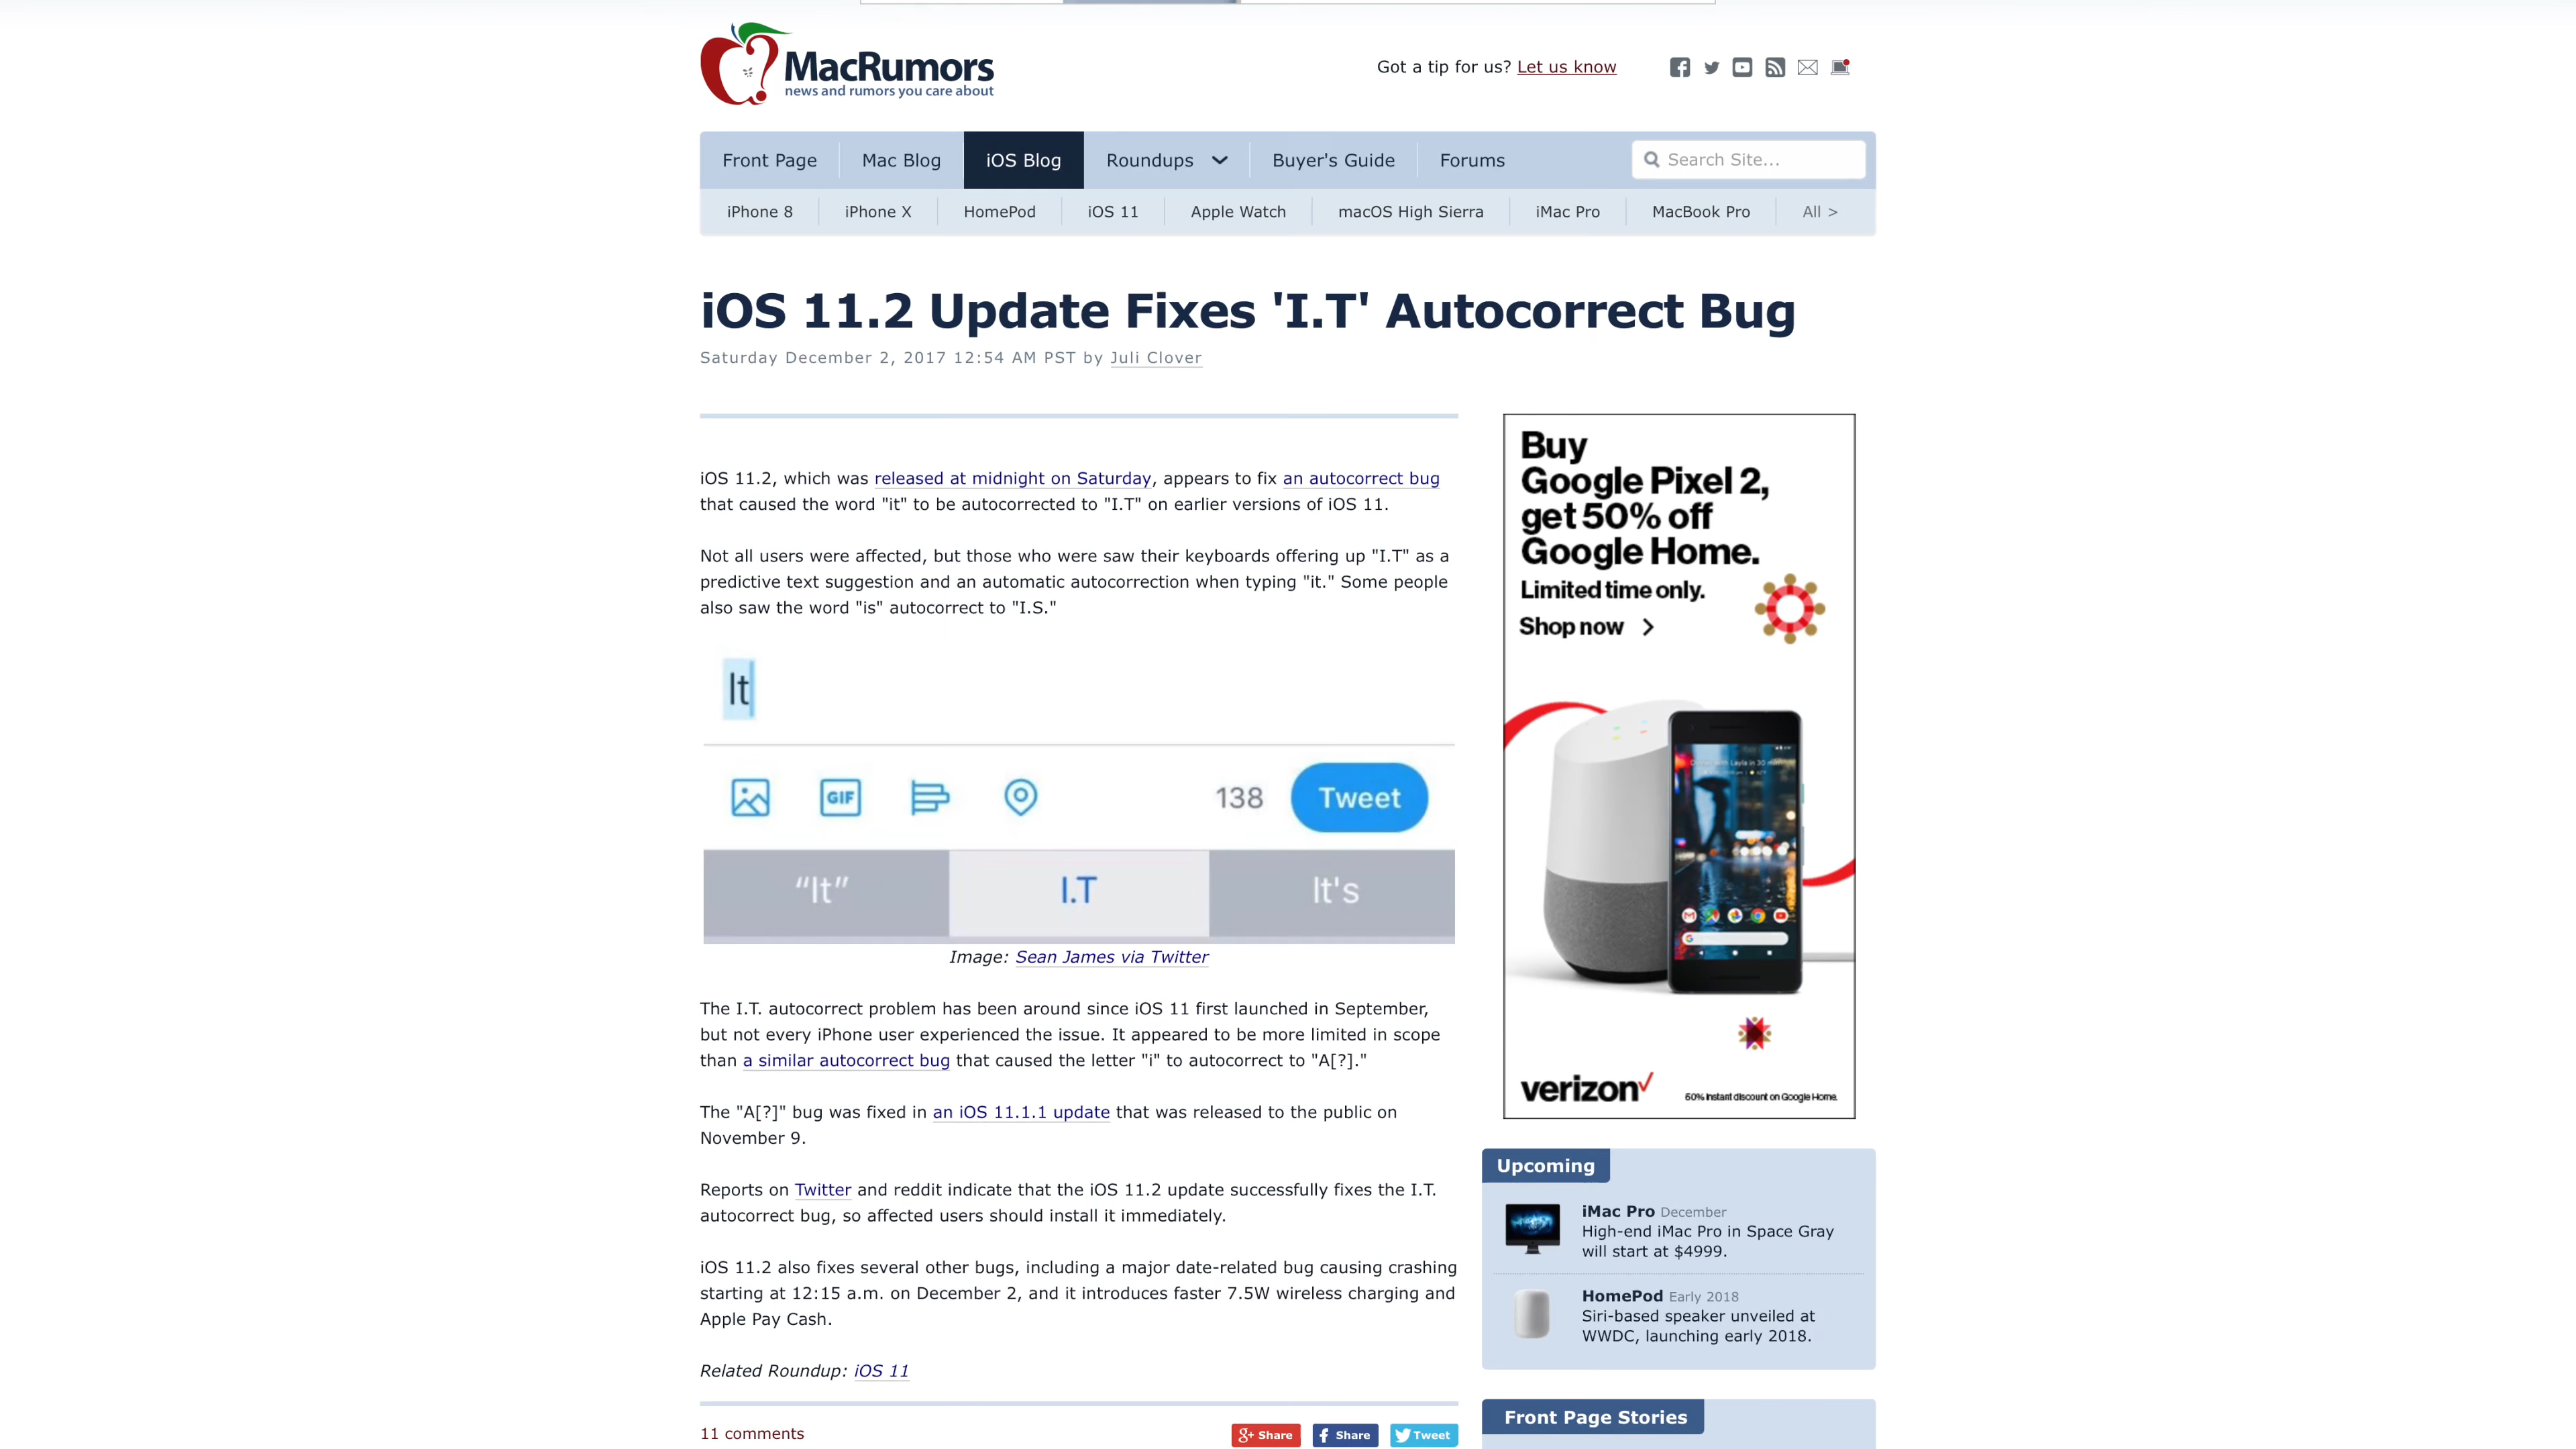 MacRumors
news and rumors you care about
Got a tip for us? Let us know
Front Page
Mac Blog
iOS Blog
Roundups
Buyer's Guide
Forums
Search Site...
iPhone 8
iPhone X
HomePod
iOS 11
Apple Watch
macOS High Sierra
iMac Pro
MacBook Pro
All >
iOS 11.2 Update Fixes 'I.T' Autocorrect Bug
Saturday December 2, 2017 12:54 AM PST by Juli Clover
iOS 11.2, which was released at midnight on Saturday, appears to fix an autocorrect bug
that caused the word "it" to be autocorrected to "I.T" on earlier versions of iOS 11.
Not all users were affected, but those who were saw their keyboards offering up "I.T" as a
predictive text suggestion and an automatic autocorrection when typing "it." Some people
also saw the word "is" autocorrect to "I.S."
It
GIF
138
Tweet
“It”
I.T
It's
Image: Sean James via Twitter
The I.T. autocorrect problem has been around since iOS 11 first launched in September,
but not every iPhone user experienced the issue. It appeared to be more limited in scope
than a similar autocorrect bug that caused the letter "i" to autocorrect to "A[?]."
The "A[?]" bug was fixed in an iOS 11.1.1 update that was released to the public on
November 9.
Reports on Twitter and reddit indicate that the iOS 11.2 update successfully fixes the I.T.
autocorrect bug, so affected users should install it immediately.
iOS 11.2 also fixes several other bugs, including a major date-related bug causing crashing
starting at 12:15 a.m. on December 2, and it introduces faster 7.5W wireless charging and
Apple Pay Cash.
Related Roundup: iOS 11
11 comments
g+ Share
f Share
Tweet
Buy
Google Pixel 2,
get 50% off
Google Home.
Limited time only.
Shop now >
verizon
50% instant discount on Google Home.
Upcoming
iMac Pro December
High-end iMac Pro in Space Gray
will start at $4999.
HomePod Early 2018
Siri-based speaker unveiled at
WWDC, launching early 2018.
Front Page Stories